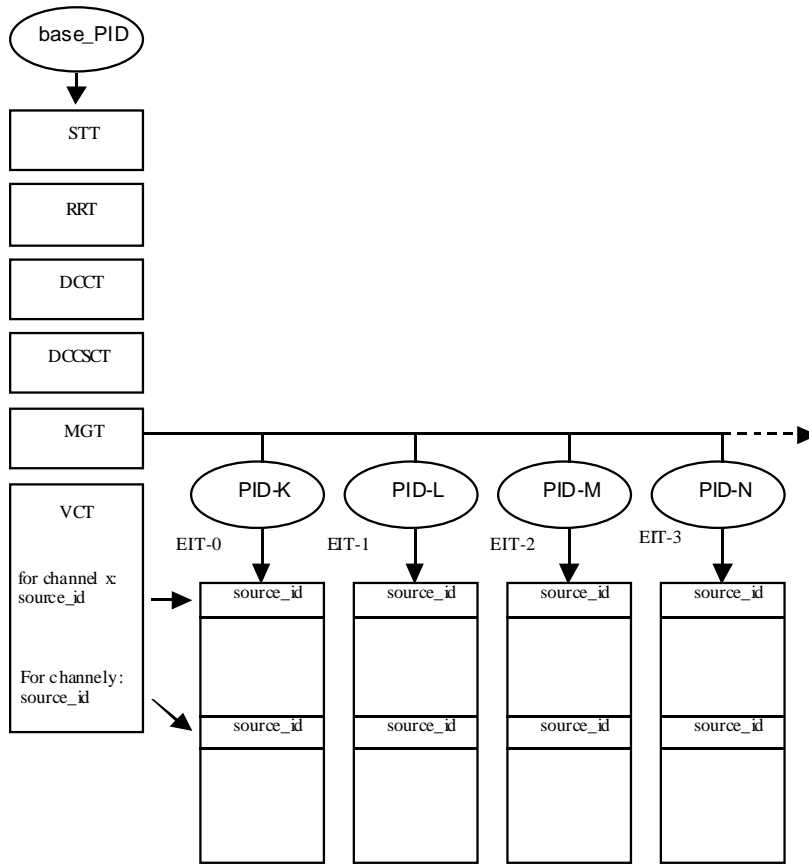 base_PID
STT
RRT
DCCT
DCCSCT
MGT
PID-K PID-L PID-M PID-N
VCT
EIT-0 EIT-1 EIT-2 EIT-3
for channel x:
source_id
source_id source_id source_id source_id
For channely:
source_id
source_id source_id source_id source_id